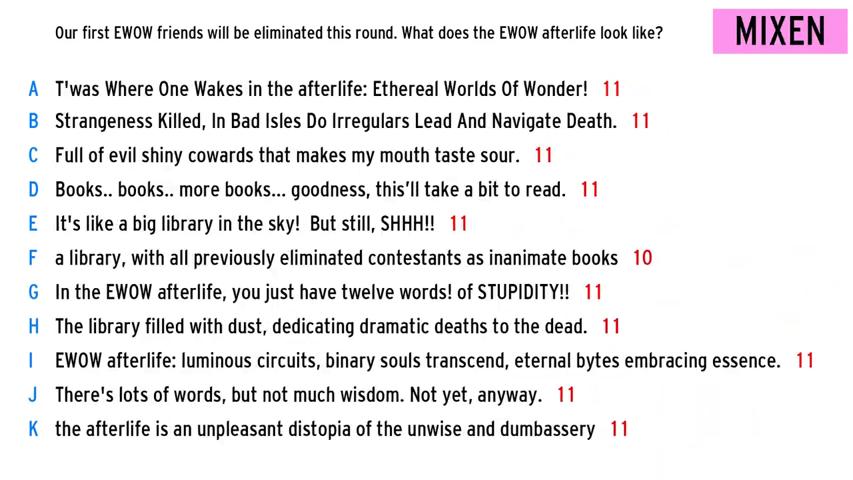 Our first EWOW friends will be eliminated this round. What does the EWOW afterlife look like?
MIXEN
A T'was Where One Wakes in the afterlife: Ethereal Worlds Of Wonder! 11
B Strangeness Killed, In Bad Isles Do Irregulars Lead And Navigate Death. 11
C Full of evil shiny cowards that makes my mouth taste sour. 11
D Books.. books.. more books... goodness, this'll take a bit to read. 11
E It's like a big library in the sky! But still, SHHH!! 11
F a library, with all previously eliminated contestants as inanimate books 10
G In the EWOW afterlife, you just have twelve words! of STUPIDITY!! 11
H The library filled with dust, dedicating dramatic deaths to the dead. 11
I EWOW afterlife: luminous circuits, binary souls transcend, eternal bytes embracing essence. 11
J There's lots of words, but not much wisdom. Not yet, anyway. 11
K the afterlife is an unpleasant distopia of the unwise and dumbassery 11